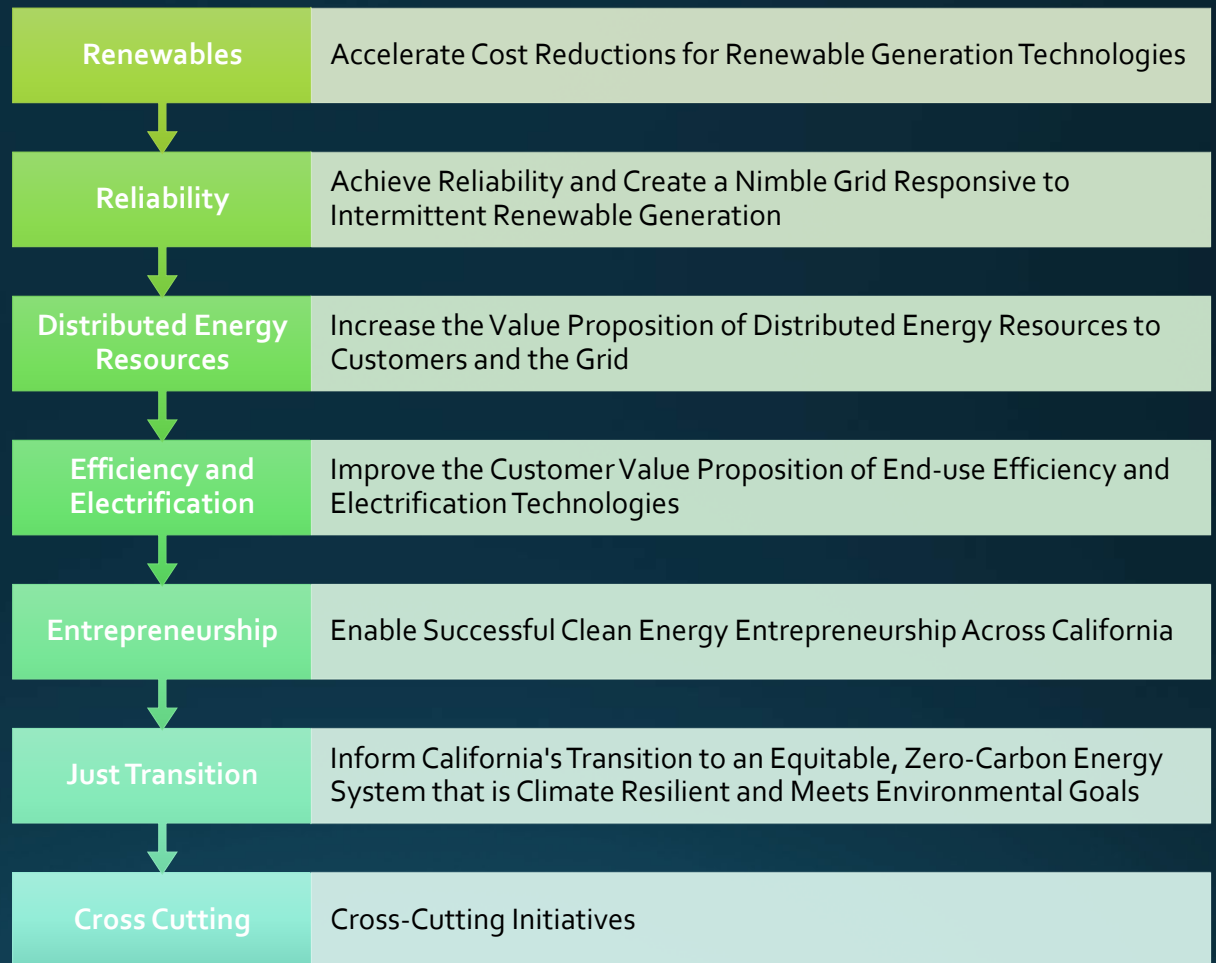 Renewables
Accelerate Cost Reductions for Renewable Generation Technologies
Reliability
Achieve Reliability and Create a Nimble Grid Responsive to
Intermittent Renewable Generation
Distributed Energy
Resources
Increase the Value Proposition of Distributed Energy Resources to
Customers and the Grid
Efficiency and
Electrification
Improve the Customer Value Proposition of End-use Efficiency and
Electrification Technologies
Entrepreneurship
Enable Successful Clean Energy Entrepreneurship Across California
Just Transition
Inform California's Transition to an Equitable, Zero-Carbon Energy
System that is Climate Resilient and Meets Environmental Goals
Cross Cutting
Cross-Cutting Initiatives